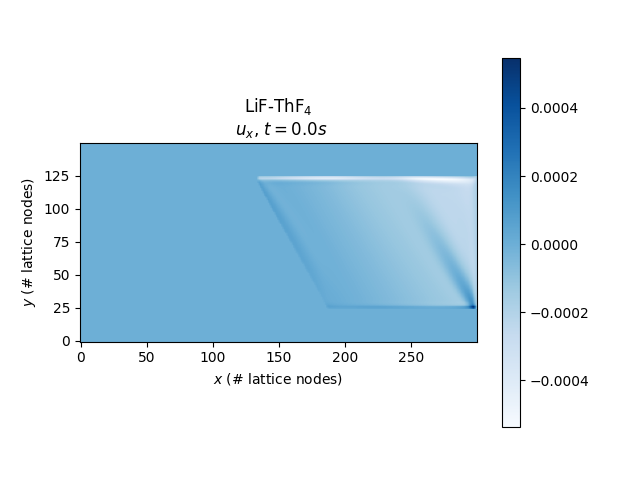 LiF-ThF₄
uₓ, t = 0.0s
125
100
75
50
25
0
y (# lattice nodes)
0 50 100 150 200 250
x (# lattice nodes)
0.0004
0.0002
0.0000
−0.0002
−0.0004